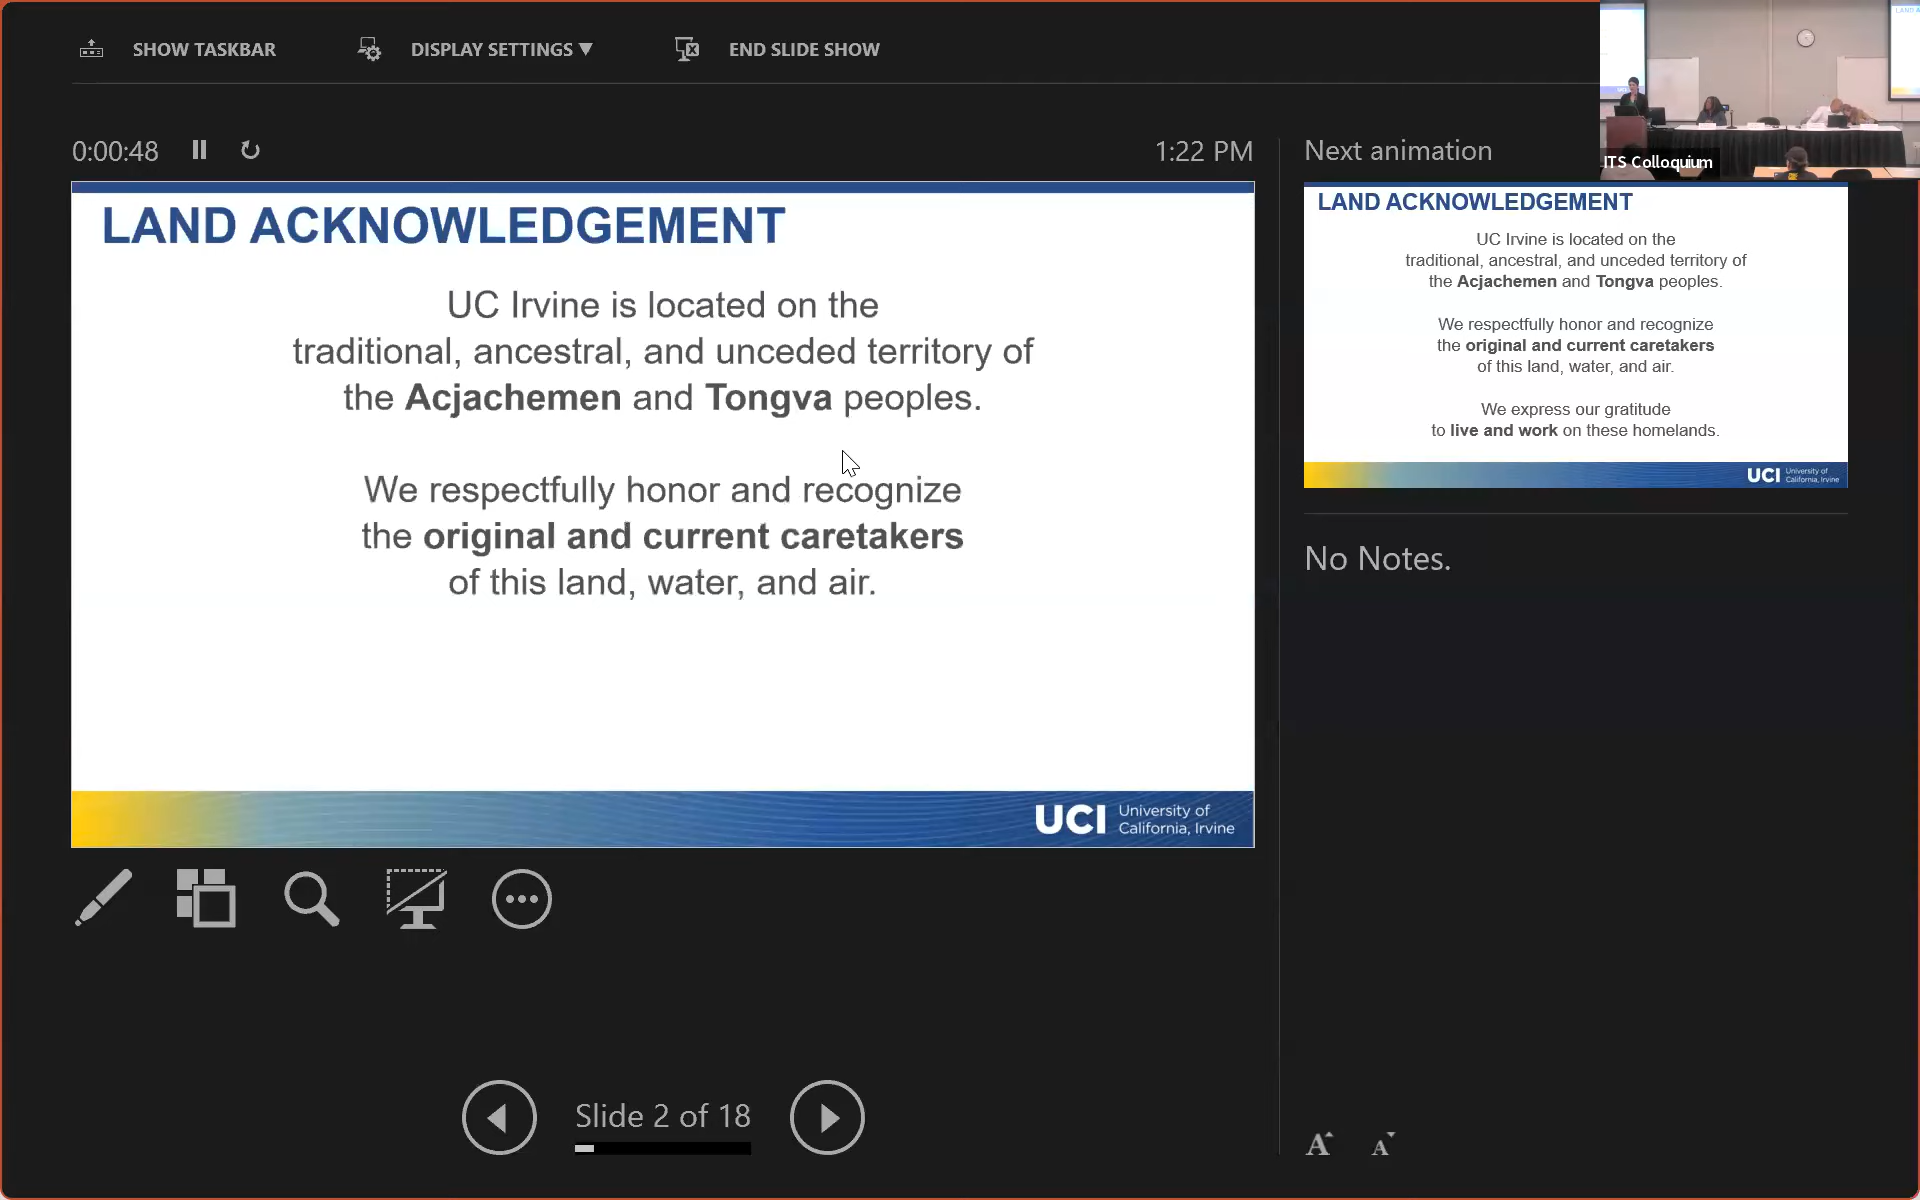 SHOW TASKBAR
DISPLAY SETTINGS ▼
END SLIDE SHOW
0:00:48
1:22 PM
LAND ACKNOWLEDGEMENT
UC Irvine is located on the
traditional, ancestral, and unceded territory of
the Acjachemen and Tongva peoples.
We respectfully honor and recognize
the original and current caretakers
of this land, water, and air.
UCI University of
California, Irvine
Slide 2 of 18
Next animation
ITS Colloquium
LAND ACKNOWLEDGEMENT
UC Irvine is located on the
traditional, ancestral, and unceded territory of
the Acjachemen and Tongva peoples.
We respectfully honor and recognize
the original and current caretakers
of this land, water, and air.
We express our gratitude
to live and work on these homelands.
UCI University of
California, Irvine
No Notes.
A A